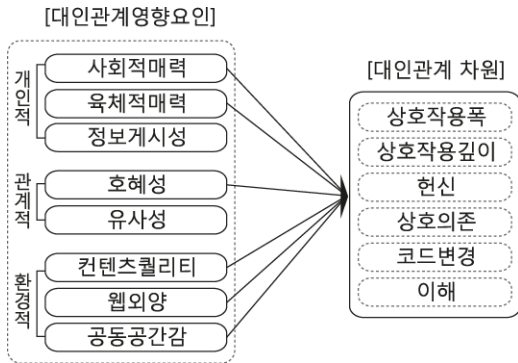 [대인관계영향요인]
개인적
사회적매력
육체적매력
정보게시성
관계적
호혜성
유사성
환경적
컨텐츠퀄리티
웹외양
공동공간감
[대인관계 차원]
상호작용폭
상호작용깊이
헌신
상호의존
코드변경
이해